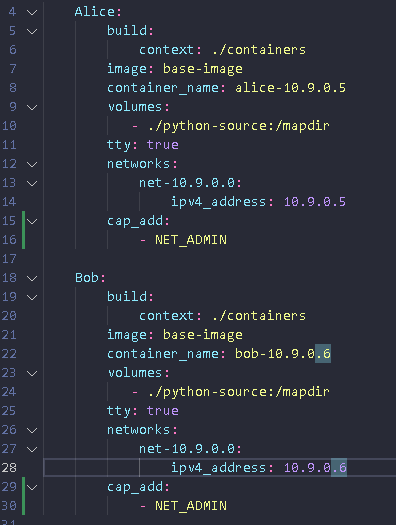 4 Alice:
5 build:
6 context: ./containers
7 image: base-image
8 container_name: alice-10.9.0.5
9 volumes:
10 - ./python-source:/mapdir
11 tty: true
12 networks:
13 net-10.9.0.0:
14 ipv4_address: 10.9.0.5
15 cap_add:
16 - NET_ADMIN
17
18 Bob:
19 build:
20 context: ./containers
21 image: base-image
22 container_name: bob-10.9.0.6
23 volumes:
24 - ./python-source:/mapdir
25 tty: true
26 networks:
27 net-10.9.0.0:
28 ipv4_address: 10.9.0.6
29 cap_add:
30 - NET_ADMIN
31